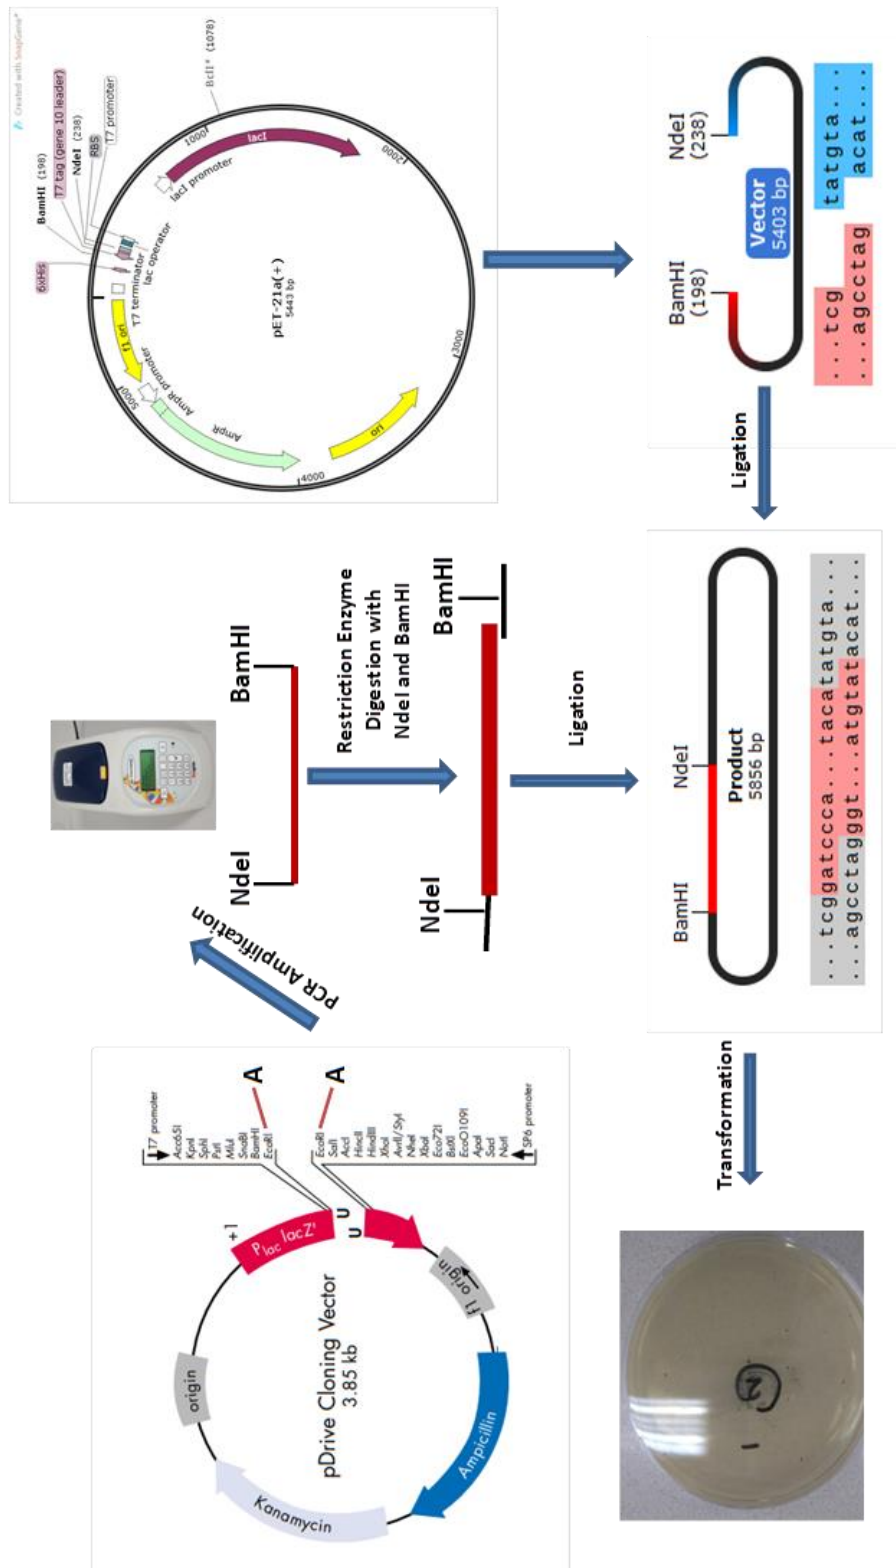 Created with SnapGene®
6xHis
BamHI (198)
T7 tag (gene 10 leader)
NdeI (238)
RBS
T7 promoter
BclI* (1078)
1000
2000
3000
4000
5000
lacI
lacI promoter
lac operator
T7 terminator
f1 ori
AmpR promoter
AmpR
ori
pET-21a(+)
5443 bp
BamHI
(198)
NdeI
(238)
Vector
5403 bp
...tcg
...agcctag
tatgta...
acat...
Ligation
NdeI
BamHI
Restriction Enzyme
Digestion with
NdeI and BamHI
NdeI
BamHI
Ligation
PCR Amplification
BamHI
NdeI
Product
5856 bp
...tcggatccca...tacatatgta...
...agcctagggt...atgtatacat...
Transformation
T7 promoter
Acc65I
KpnI
SphI
PstI
MluI
SnaBI
BamHI
EcoRI
A
A
EcoRI
SalI
AccI
HincII
HindIII
XhoI
AvrII/StyI
NheI
XbaI
Eco72I
BstXI
EcoO109I
ApaI
SacI
NotI
SP6 promoter
+1
Plac lacZ'
U
U
origin
f1 origin
Kanamycin
Ampicillin
pDrive Cloning Vector
3.85 kb
1
2